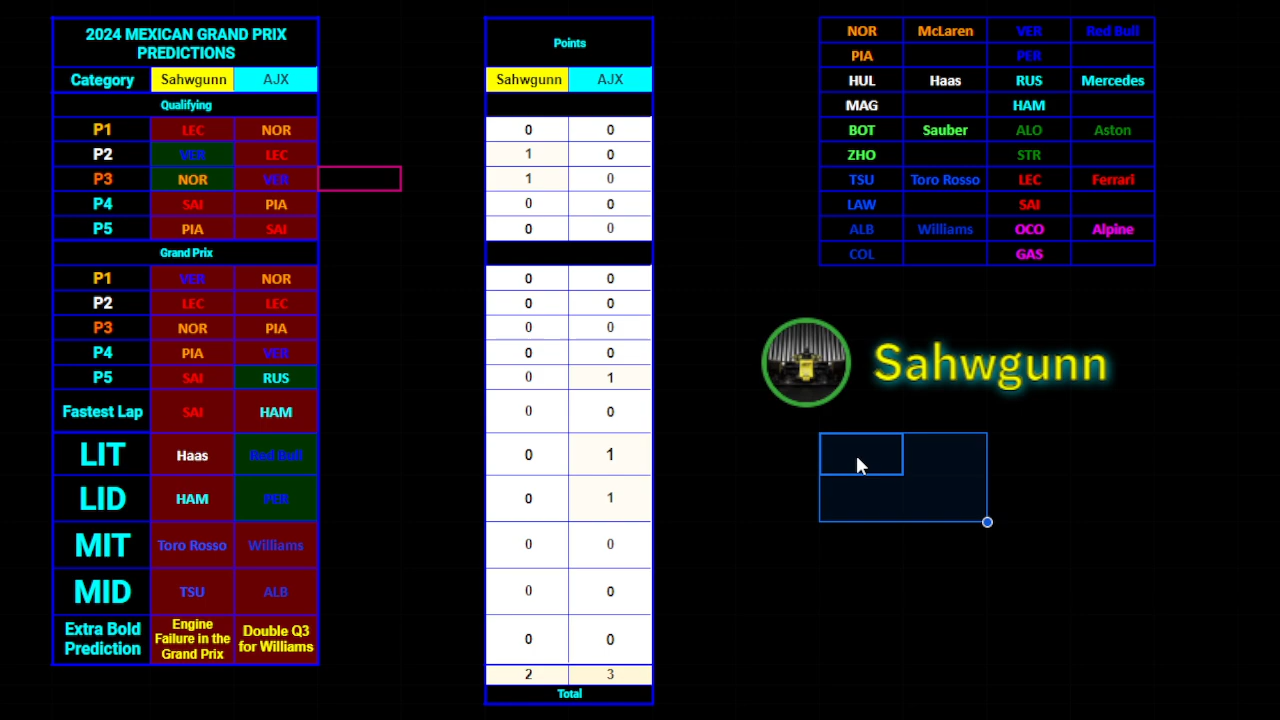 2024 MEXICAN GRAND PRIX
PREDICTIONS
Category Sahwgunn AJX
Qualifying
P1 LEC NOR
P2 VER LEC
P3 NOR VER
P4 SAI PIA
P5 PIA SAI
Grand Prix
P1 VER NOR
P2 LEC LEC
P3 NOR PIA
P4 PIA VER
P5 SAI RUS
Fastest Lap SAI HAM
LIT Haas Red Bull
LID HAM PER
MIT Toro Rosso Williams
MID TSU ALB
Extra Bold
Prediction
Engine
Failure in the
Grand Prix
Double Q3
for Williams
Points
Sahwgunn AJX
0 0
1 0
1 0
0 0
0 0
0 0
0 0
0 0
0 0
0 1
0 0
0 1
0 1
0 0
0 0
0 0
2 3
Total
NOR McLaren VER Red Bull
PIA PER
HUL Haas RUS Mercedes
MAG HAM
BOT Sauber ALO Aston
ZHO STR
TSU Toro Rosso LEC Ferrari
LAW SAI
ALB Williams OCO Alpine
COL GAS
Sahwgunn